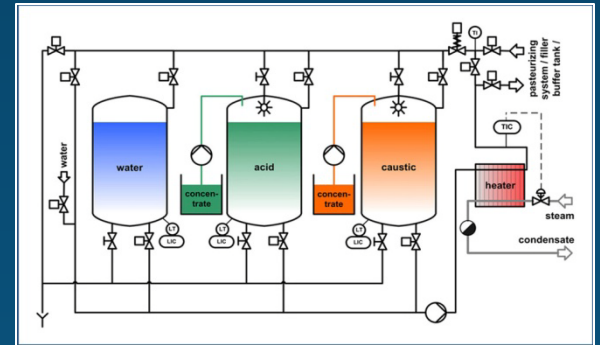 TI
pasteurizing
system / filler
buffer tank /
TIC
water
water
acid
caustic
concen-
trate
concen-
trate
heater
steam
condensate
LT
LIC
LT
LIC
LT
LIC